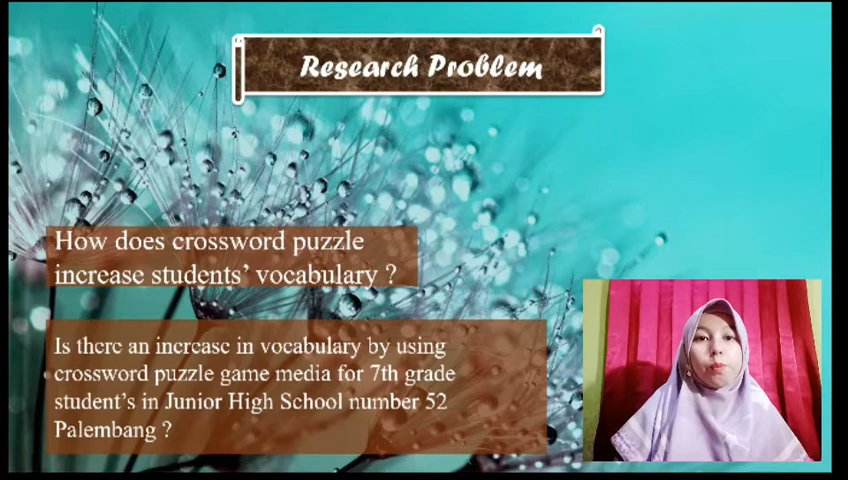 Research Problem
How does crossword puzzle
increase students' vocabulary ?
Is there an increase in vocabulary by using
crossword puzzle game media for 7th grade
student's in Junior High School number 52
Palembang ?